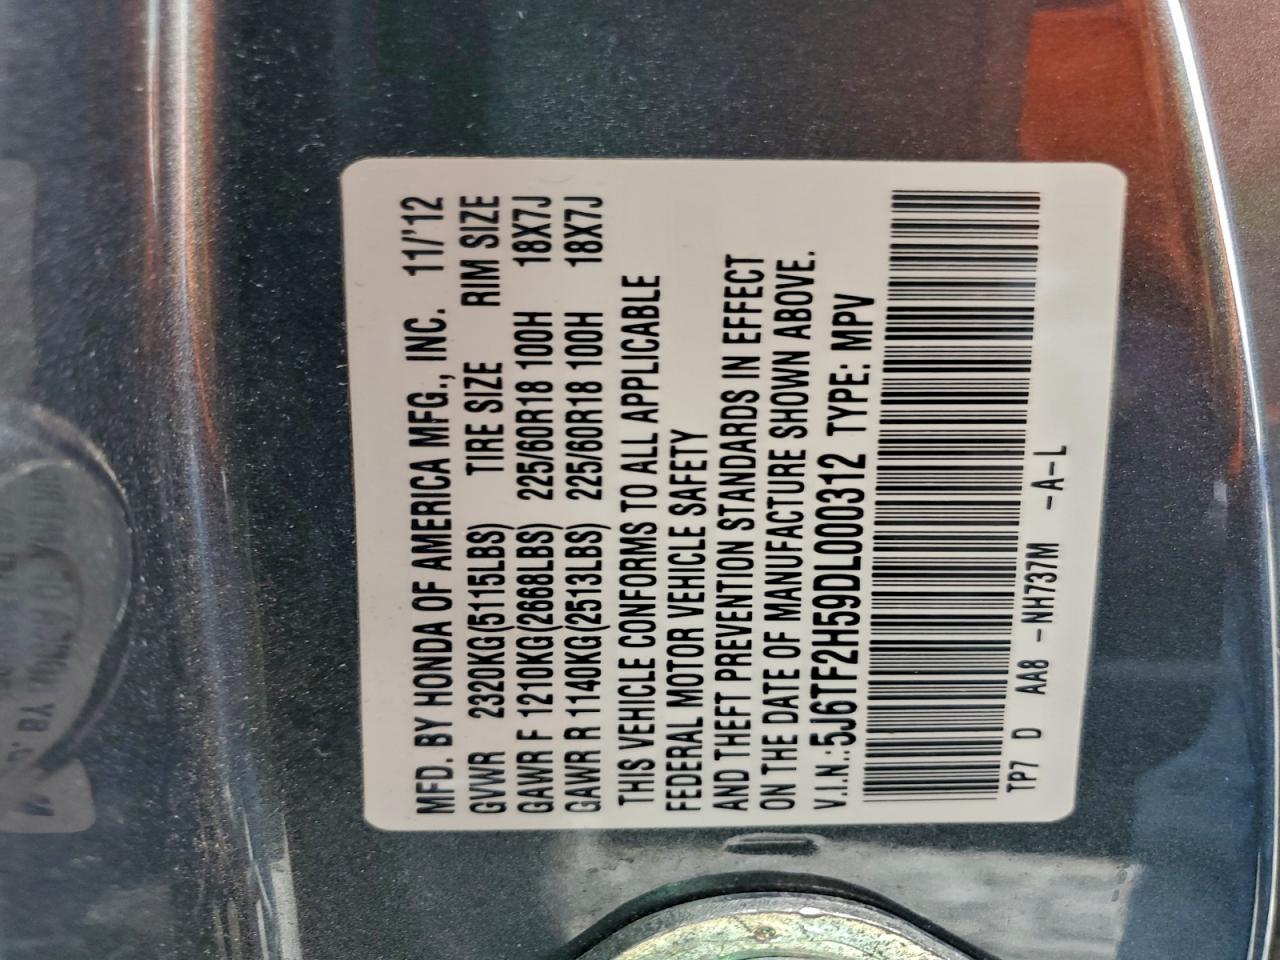 MFD. BY HONDA OF AMERICA MFG., INC. 11/'12
GVWR 2320KG(5115LBS) TIRE SIZE RIM SIZE
GAWR F 1210KG(2668LBS) 225/60R18 100H 18X7J
GAWR R 1140KG(2513LBS) 225/60R18 100H 18X7J
THIS VEHICLE CONFORMS TO ALL APPLICABLE
FEDERAL MOTOR VEHICLE SAFETY
AND THEFT PREVENTION STANDARDS IN EFFECT
ON THE DATE OF MANUFACTURE SHOWN ABOVE.
V.I.N.:5J6TF2H59DL000312 TYPE: MPV
TP7 D AA8 -NH737M -A-L